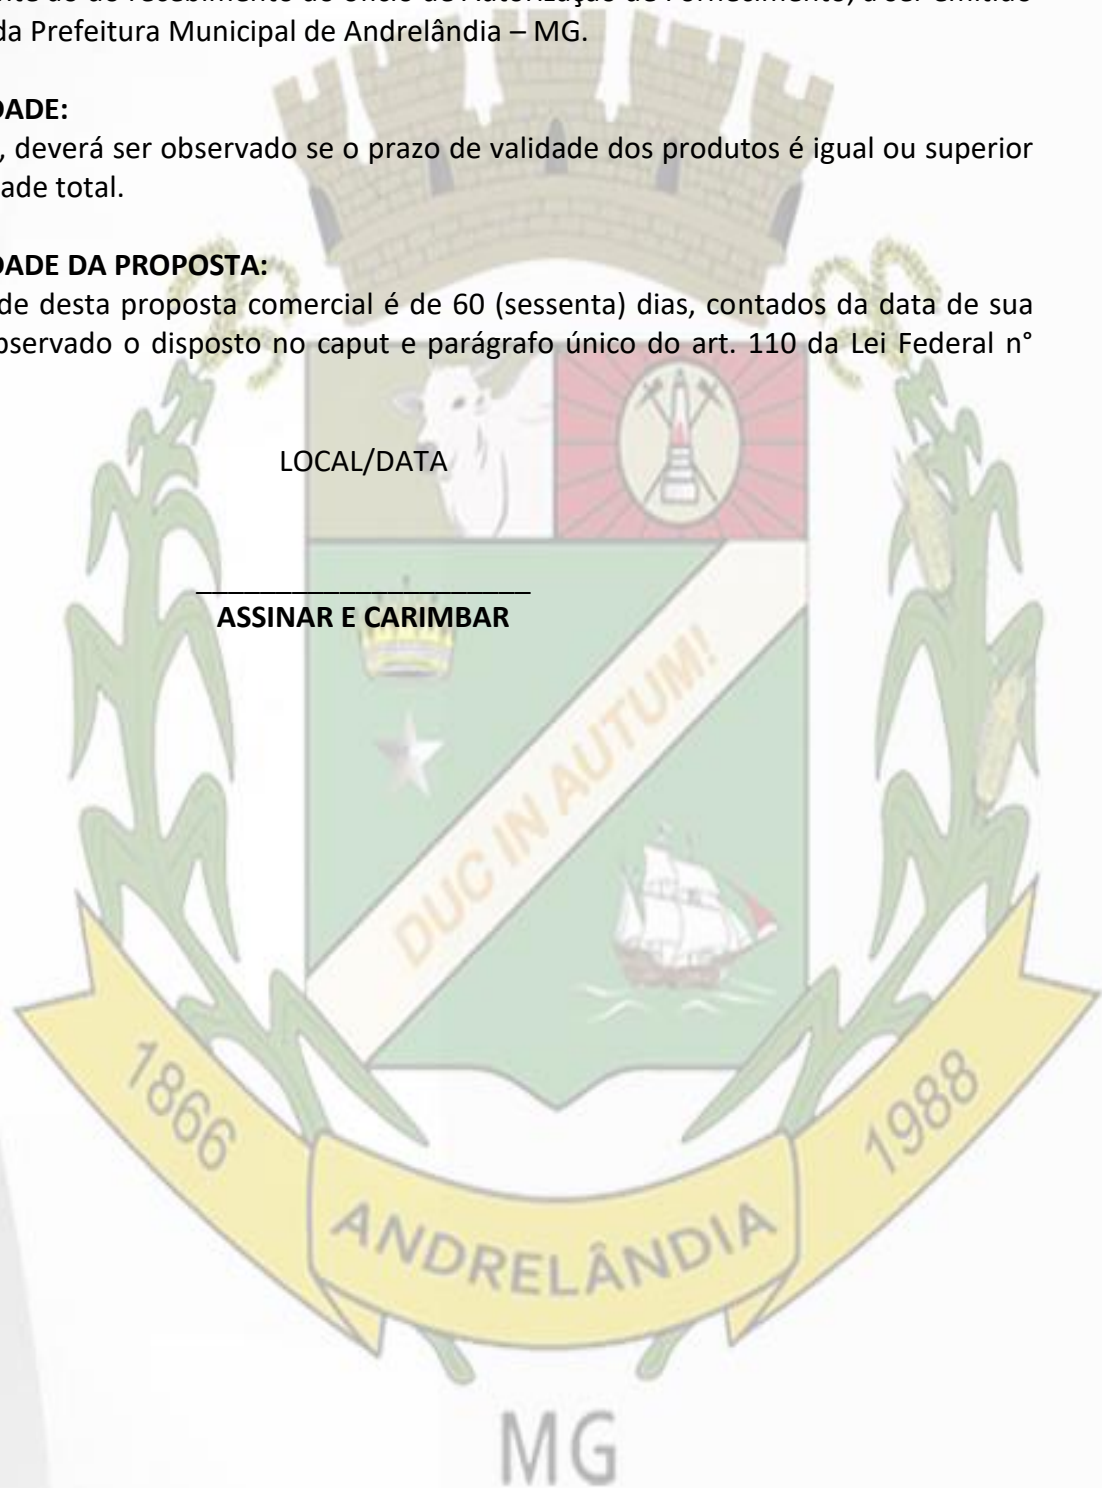 da Prefeitura Municipal de Andrelândia – MG.
DADE:
, deverá ser observado se o prazo de validade dos produtos é igual ou superior
ade total.
DADE DA PROPOSTA:
de desta proposta comercial é de 60 (sessenta) dias, contados da data de sua
bservado o disposto no caput e parágrafo único do art. 110 da Lei Federal n°
LOCAL/DATA
ASSINAR E CARIMBAR
DUC IN AUTUM!
1866
ANDRELÂNDIA
1988
MG